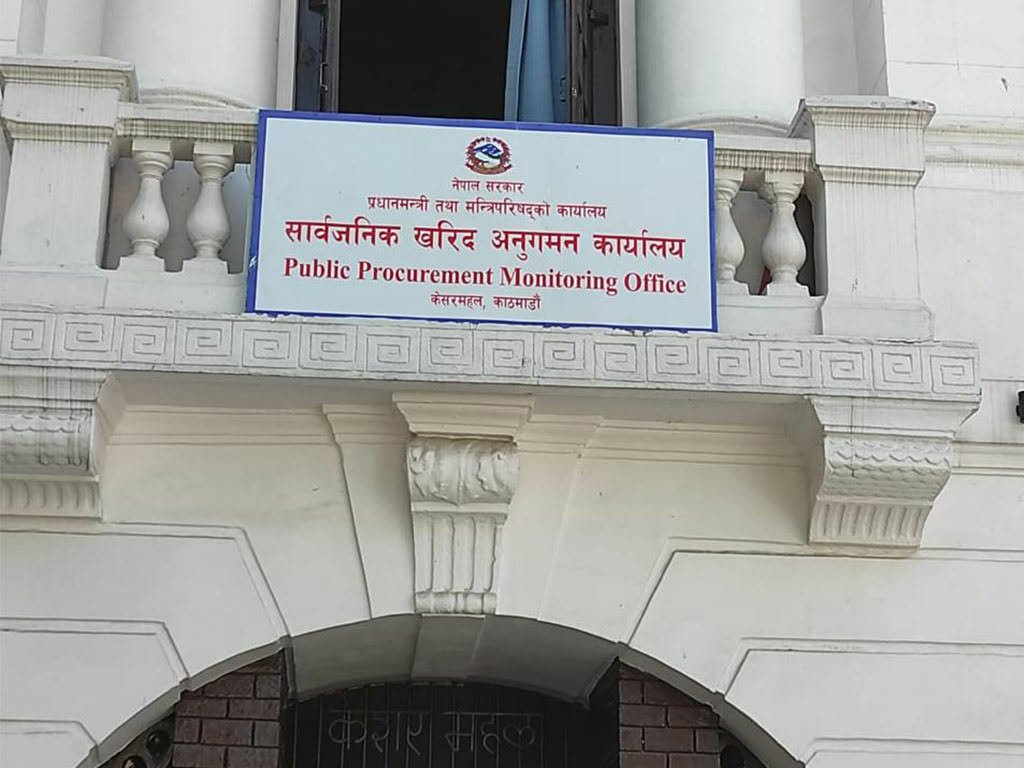 नेपाल सरकार
प्रधानमन्त्री तथा मन्त्रिपरिषद्को कार्यालय
सार्वजनिक खरिद अनुगमन कार्यालय
Public Procurement Monitoring Office
केसरमहल, काठमाडौं
केशर महल